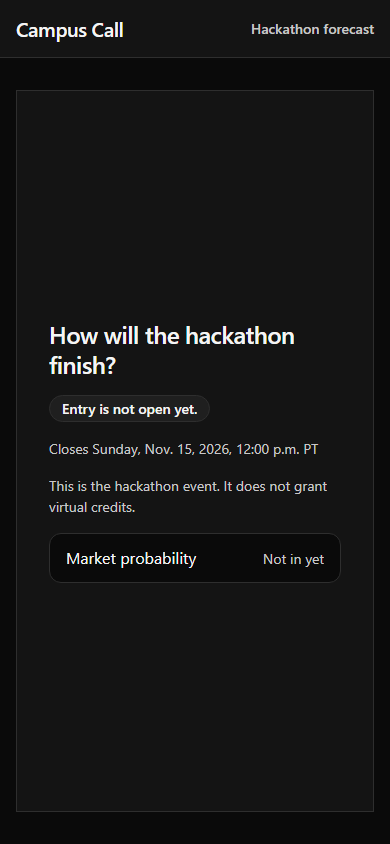 Campus Call
Hackathon forecast
How will the hackathon
finish?
Entry is not open yet.
Closes Sunday, Nov. 15, 2026, 12:00 p.m. PT
This is the hackathon event. It does not grant
virtual credits.
Market probability
Not in yet